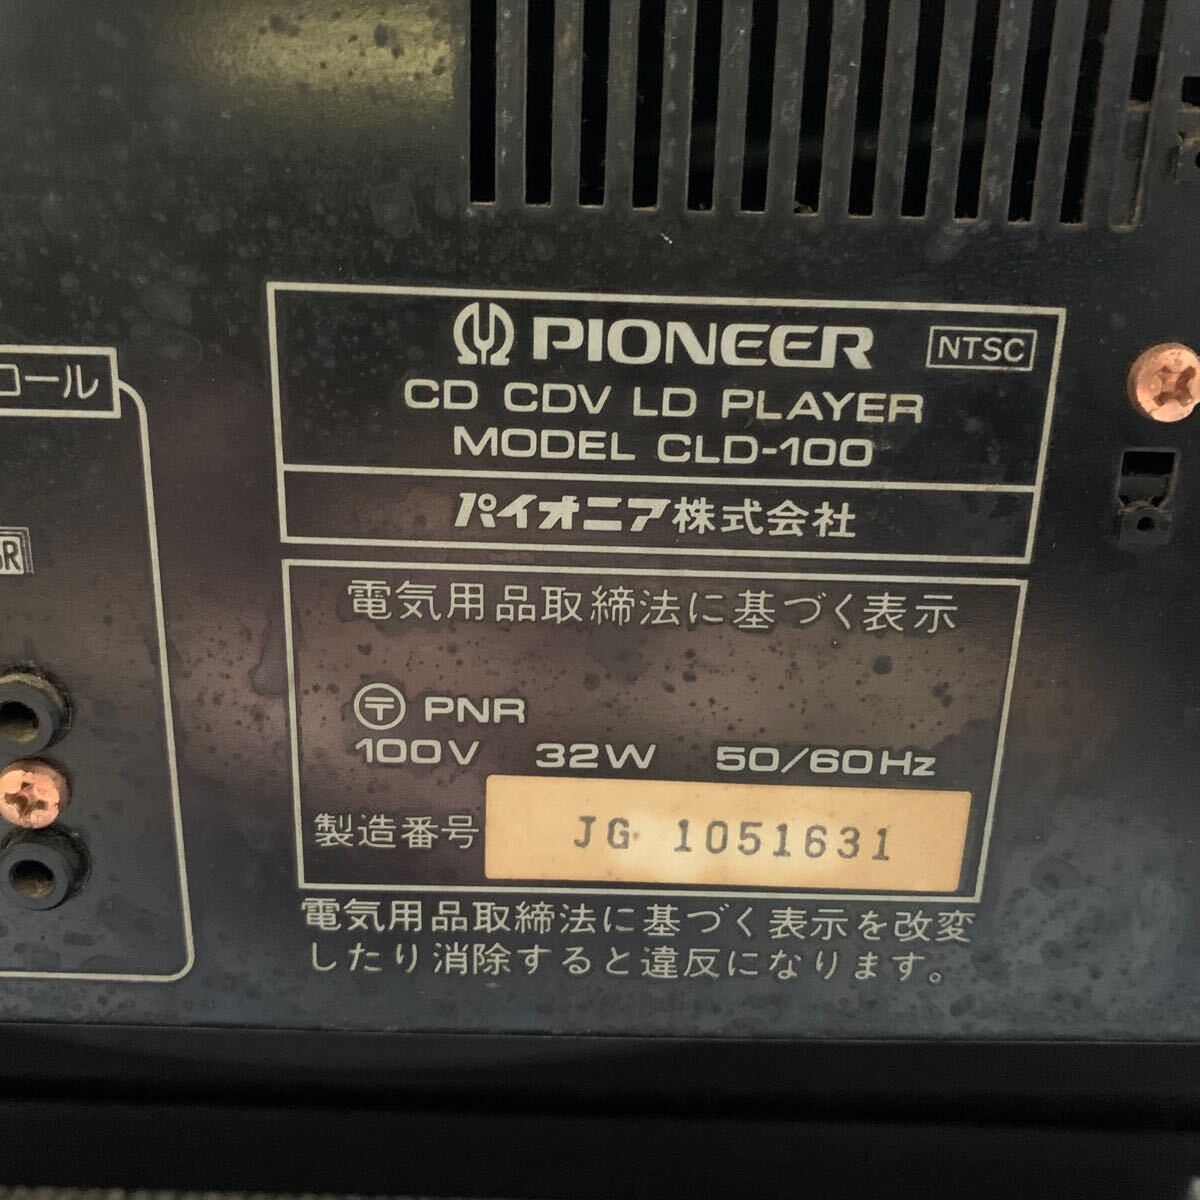 PIONEER NTSC
CD CDV LD PLAYER
MODEL CLD-100
パイオニア株式会社
電気用品取締法に基づく表示
〒 PNR
100V 32W 50/60Hz
製造番号 JG 1051631
電気用品取締法に基づく表示を改変
したり消除すると違反になります。
ロール